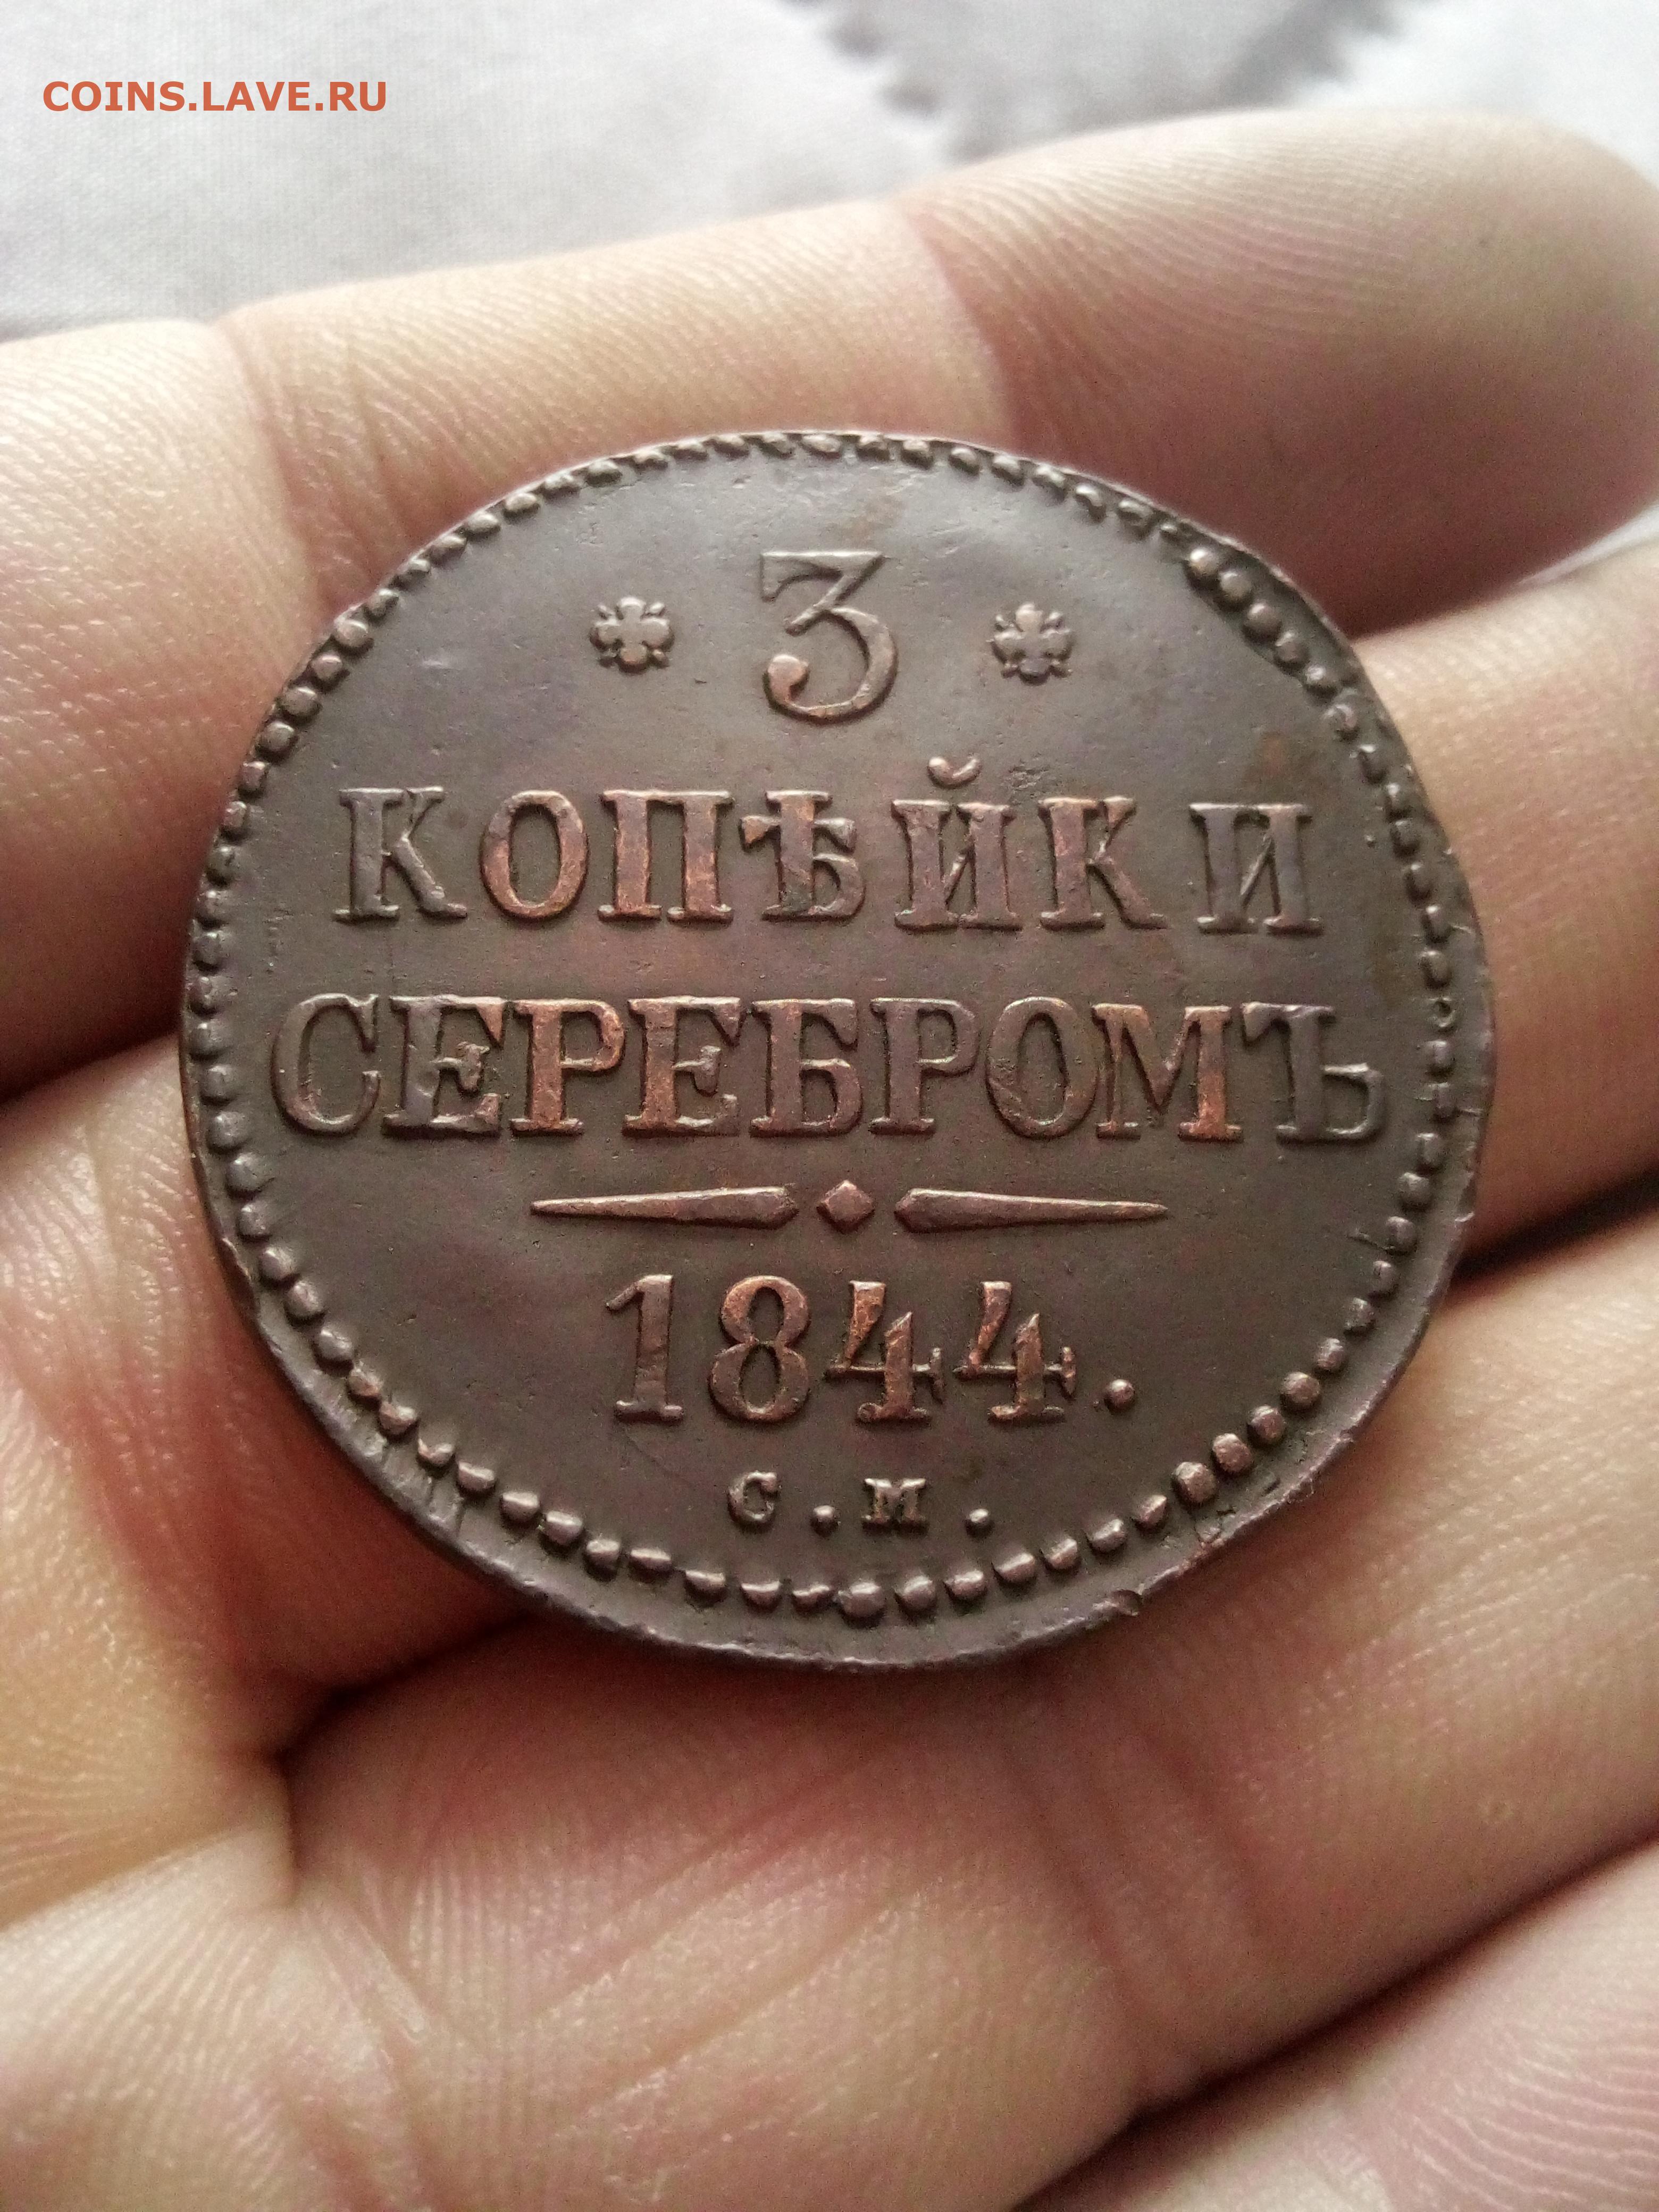 COINS.LAVE.RU
3
КОПѢЙКИ
СЕРЕБРОМЪ
1844.
С.М.